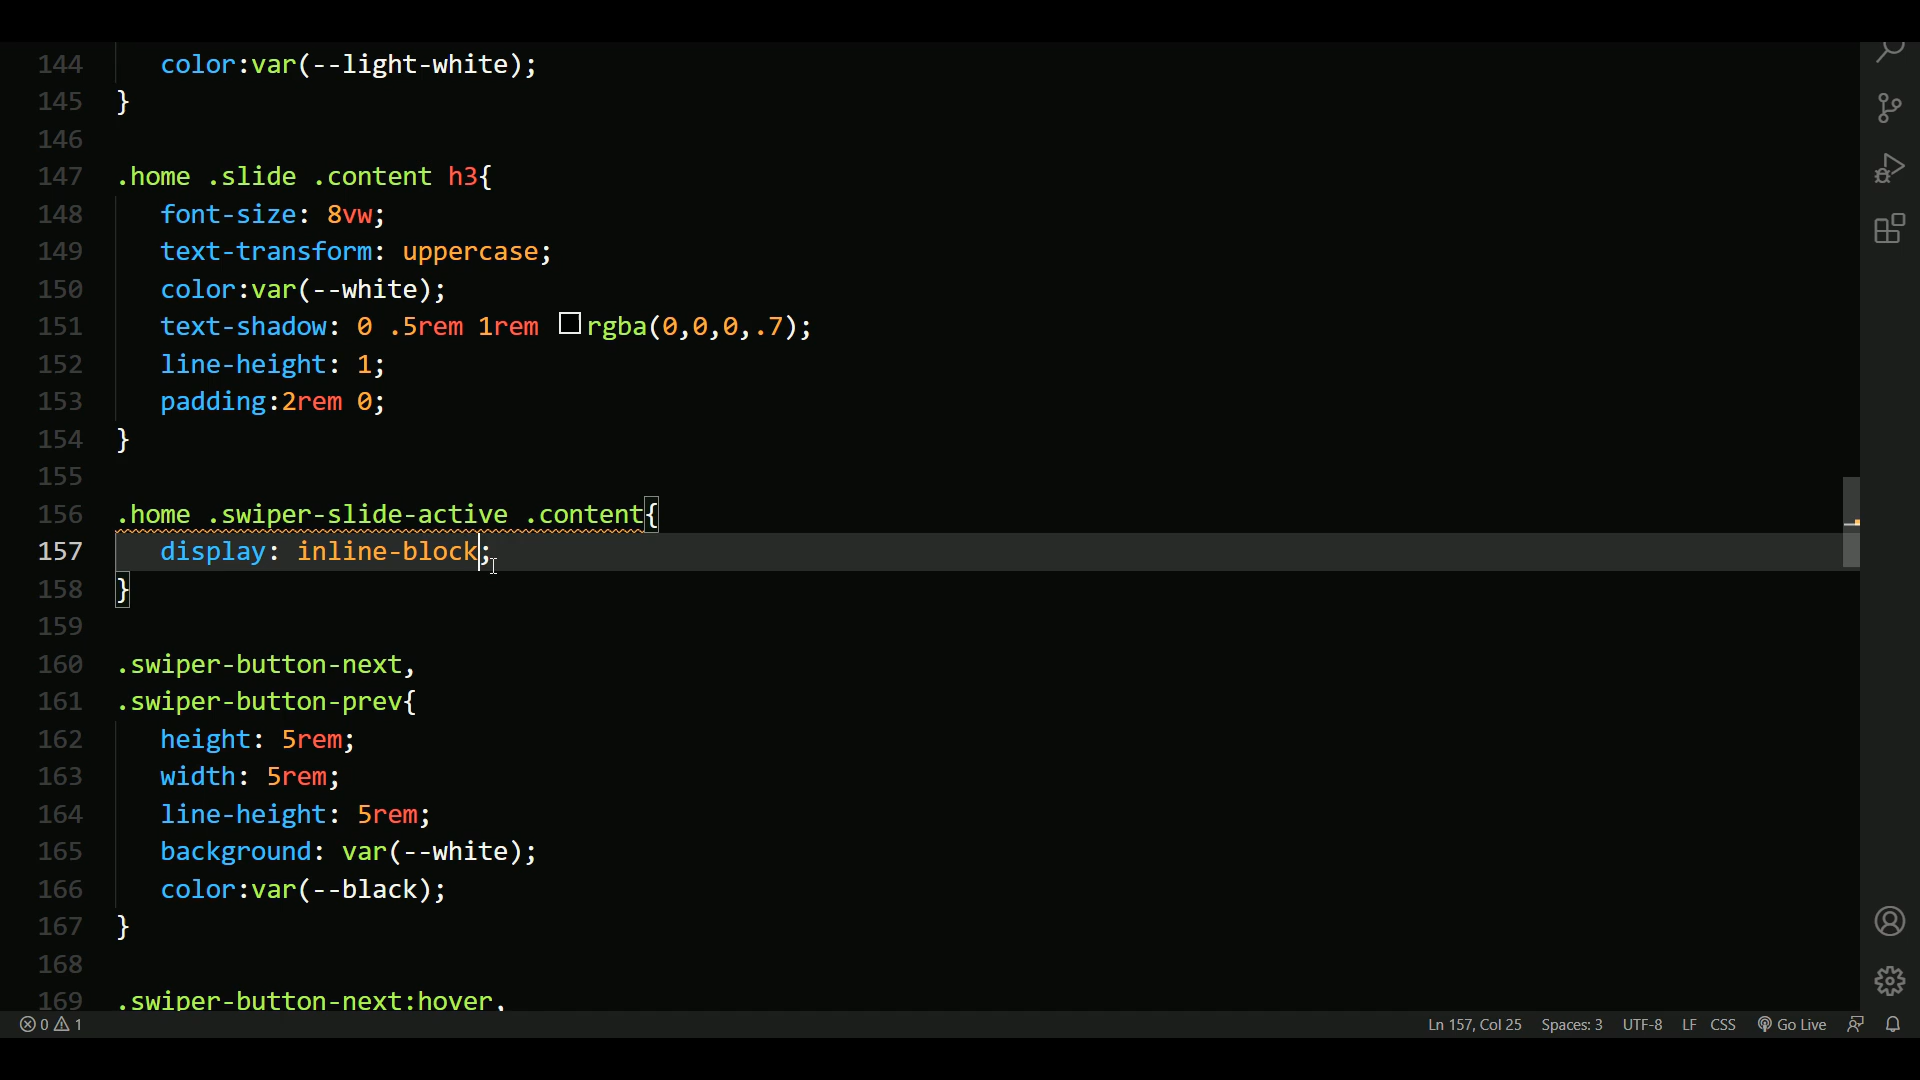 144 color:var(--light-white);
145 }
146
147 .home .slide .content h3{
148 font-size: 8vw;
149 text-transform: uppercase;
150 color:var(--white);
151 text-shadow: 0 .5rem 1rem rgba(0,0,0,.7);
152 line-height: 1;
153 padding:2rem 0;
154 }
155
156 .home .swiper-slide-active .content{
157 display: inline-block;
158 }
159
160 .swiper-button-next,
161 .swiper-button-prev{
162 height: 5rem;
163 width: 5rem;
164 line-height: 5rem;
165 background: var(--white);
166 color:var(--black);
167 }
168
169 .swiper-button-next:hover,
0 1 Ln 157, Col 25 Spaces: 3 UTF-8 LF CSS Go Live